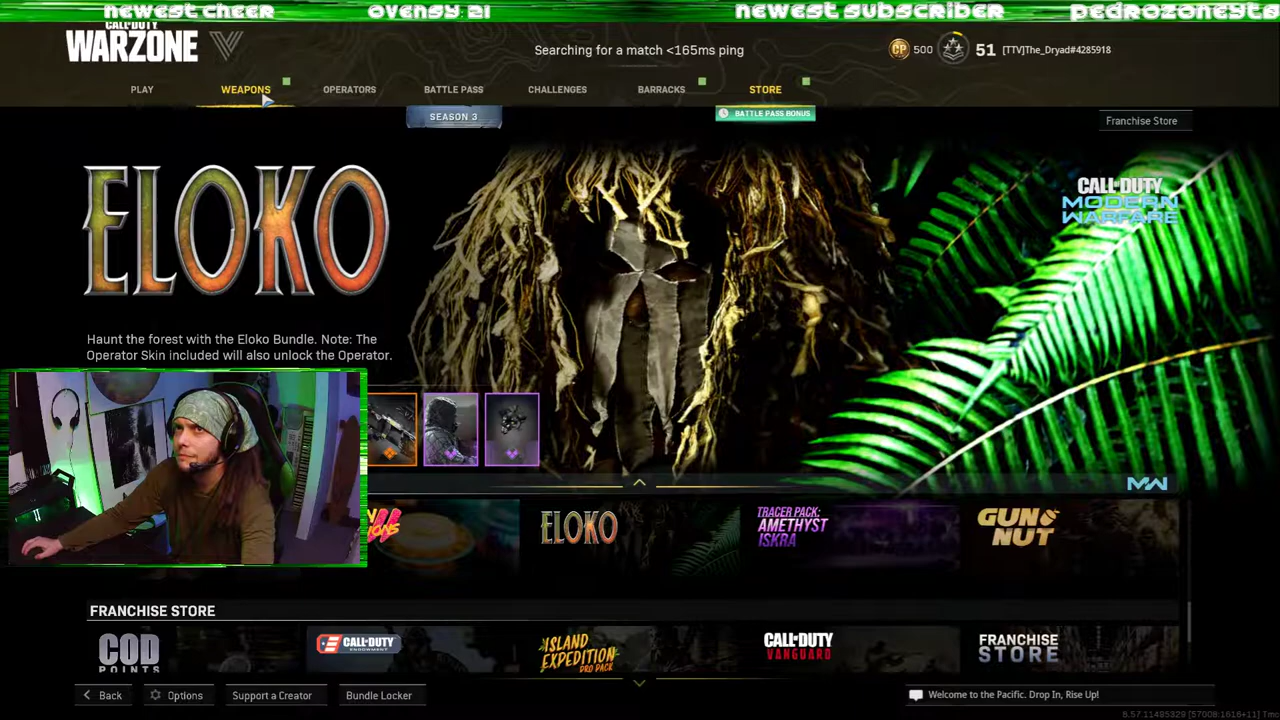 newest cheer
ovensy 21
newest subscriber
pedrozoneyt
CALL OF DUTY
WARZONE
Searching for a match <165ms ping
CP 500
51 [TTV]The_Dryad#4285918
PLAY
WEAPONS
OPERATORS
BATTLE PASS
CHALLENGES
BARRACKS
STORE
SEASON 3
BATTLE PASS BONUS
Franchise Store
ELOKO
CALL OF DUTY
MODERN
WARFARE
Haunt the forest with the Eloko Bundle. Note: The
Operator Skin included will also unlock the Operator.
MW
ELOKO
TRACER PACK:
AMETHYST
ISKRA
GUN
NUT
FRANCHISE STORE
COD
POINTS
CALL OF DUTY
ENDOWMENT
ISLAND
EXPEDITION
PRO PACK
CALL OF DUTY
VANGUARD
FRANCHISE
STORE
Back
Options
Support a Creator
Bundle Locker
Welcome to the Pacific. Drop In, Rise Up!